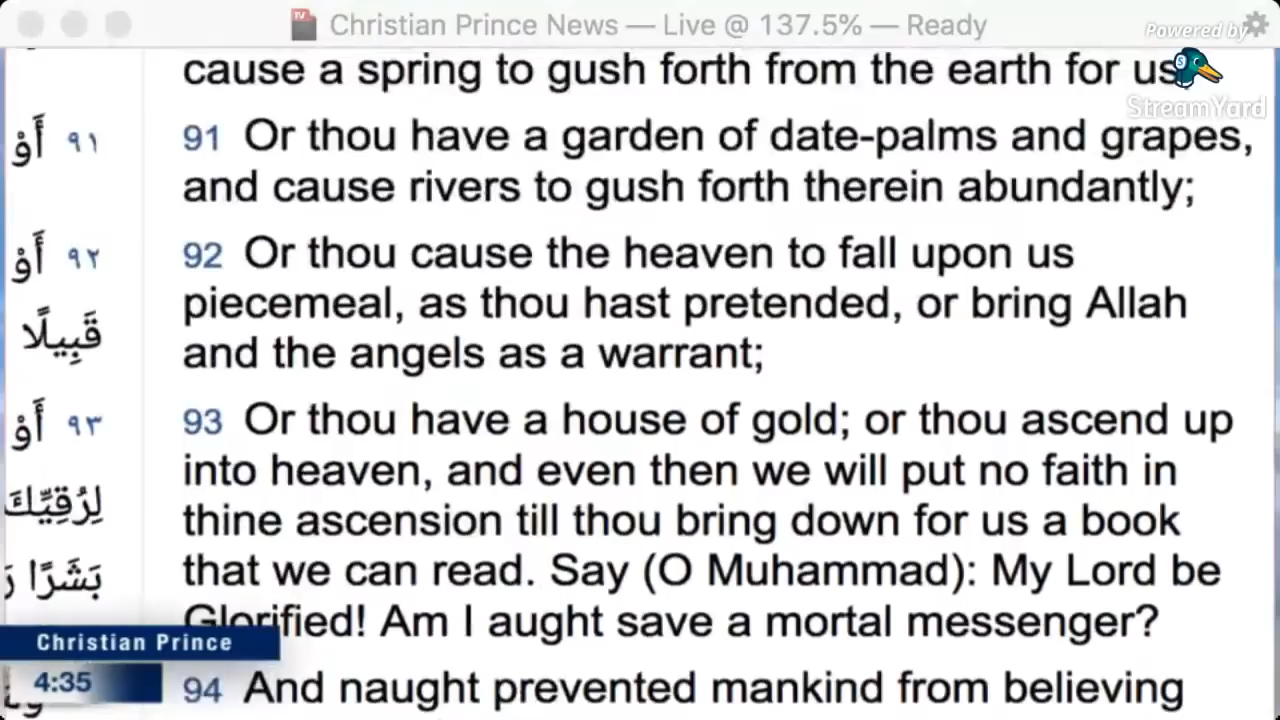 Christian Prince News — Live @ 137.5% — Ready
Powered by
StreamYard
cause a spring to gush forth from the earth for us
أَوْ ٩١ 91 Or thou have a garden of date-palms and grapes,
and cause rivers to gush forth therein abundantly;
أَوْ ٩٢ 92 Or thou cause the heaven to fall upon us
قَبِيلًا piecemeal, as thou hast pretended, or bring Allah
and the angels as a warrant;
أَوْ ٩٣ 93 Or thou have a house of gold; or thou ascend up
into heaven, and even then we will put no faith in
لِرُقِيِّكَ thine ascension till thou bring down for us a book
بَشَرًا that we can read. Say (O Muhammad): My Lord be
Glorified! Am I aught save a mortal messenger?
Christian Prince
4:35
94 And naught prevented mankind from believing